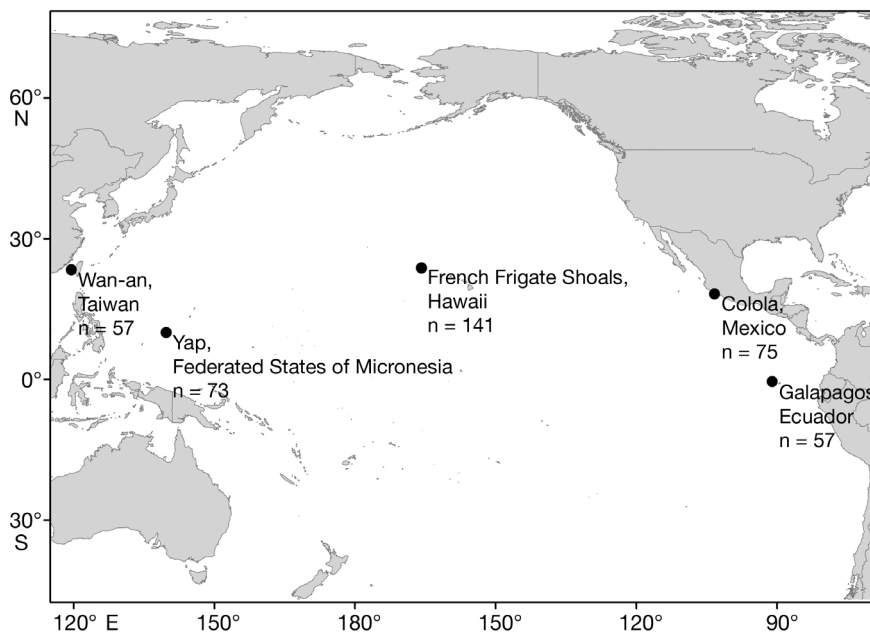 60°
N
30°
Wan-an,
Taiwan
n = 57
French Frigate Shoals,
Hawaii
n = 141
Colola,
Mexico
n = 75
Yap,
Federated States of Micronesia
n = 73
0°
Galapagos
Ecuador
n = 57
30°
S
120° E
150°
180°
150°
120°
90°